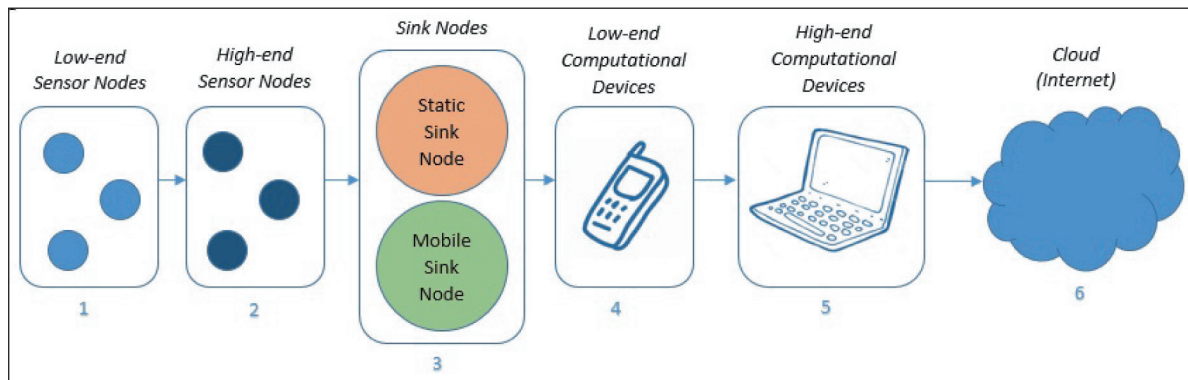 Low-end
Sensor Nodes
1
High-end
Sensor Nodes
2
Sink Nodes
Static
Sink
Node
Mobile
Sink
Node
3
Low-end
Computational
Devices
4
High-end
Computational
Devices
5
Cloud
(Internet)
6